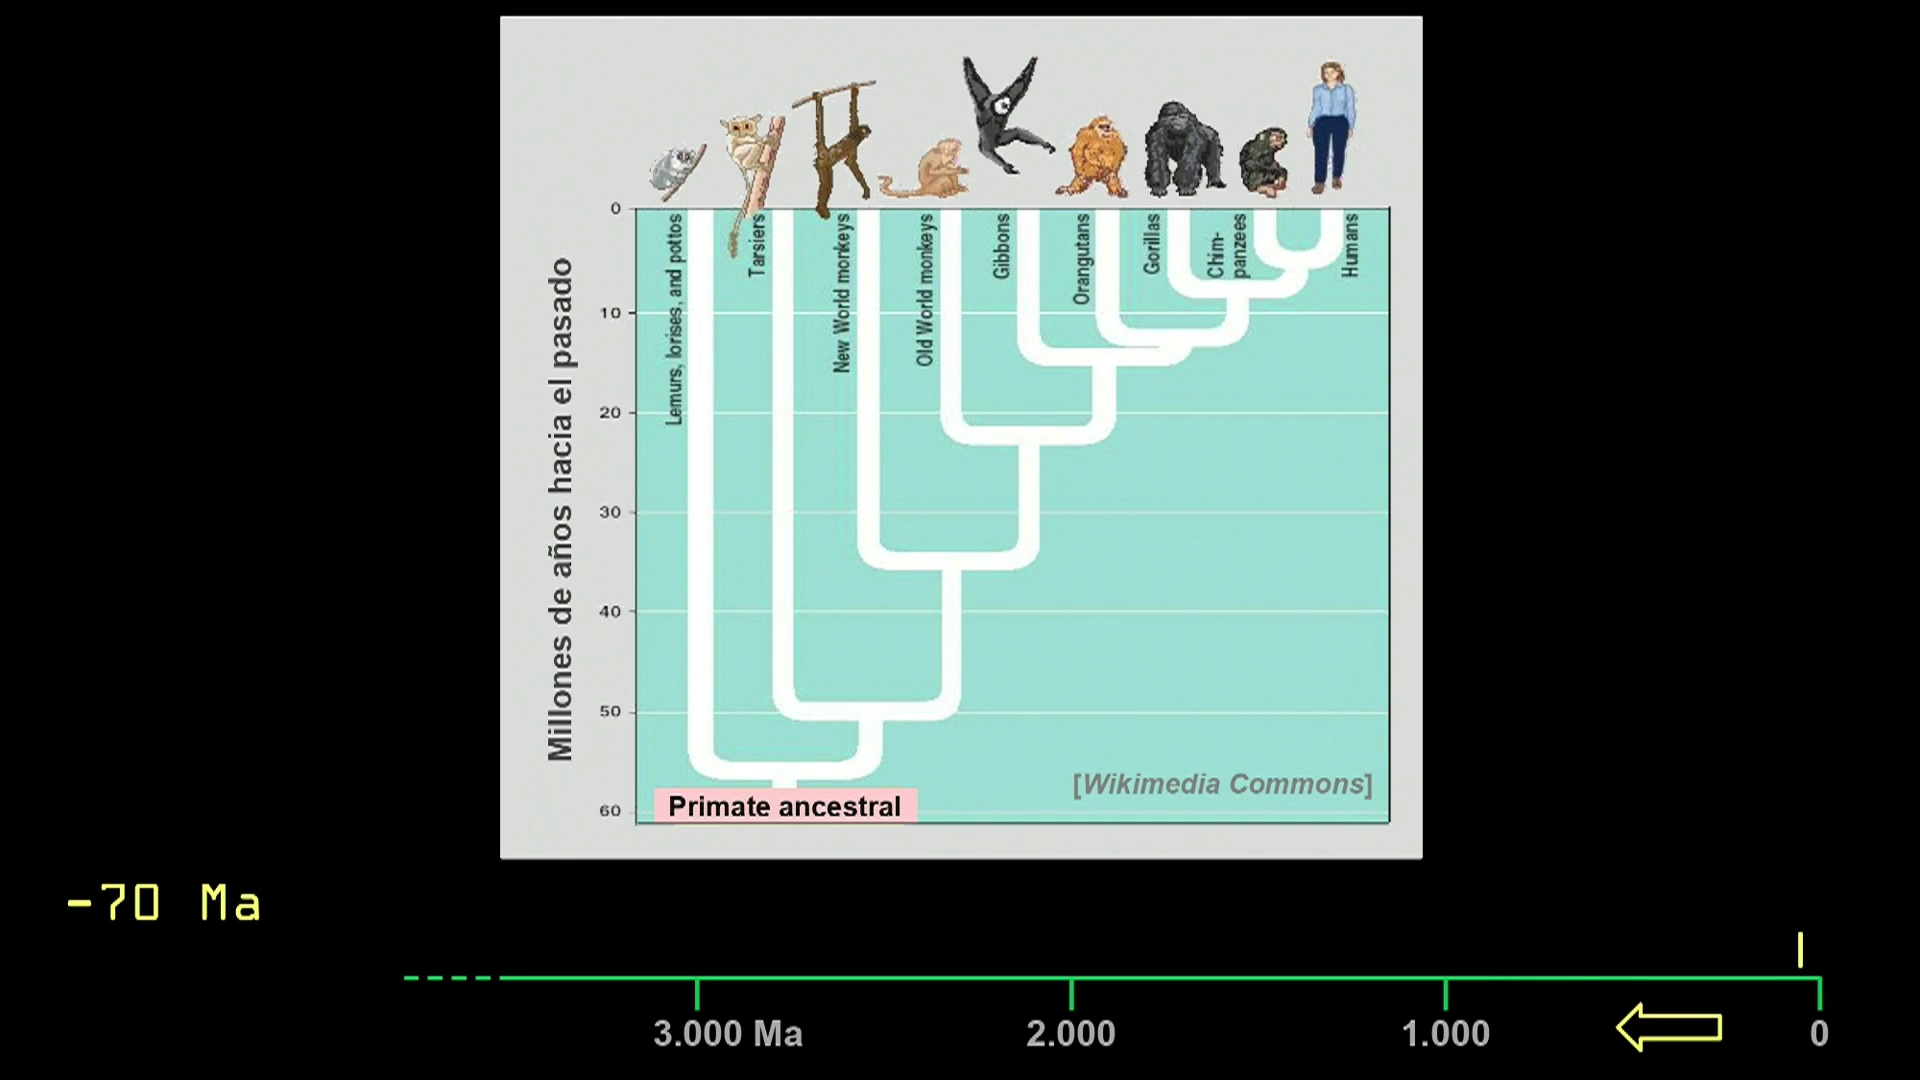 0
10
20
30
40
50
60
Millones de años hacia el pasado
Lemurs, lorises, and pottos
Tarsiers
New World monkeys
Old World monkeys
Gibbons
Orangutans
Gorillas
Chim-
panzees
Humans
[Wikimedia Commons]
Primate ancestral
-70 Ma
3.000 Ma
2.000
1.000
0